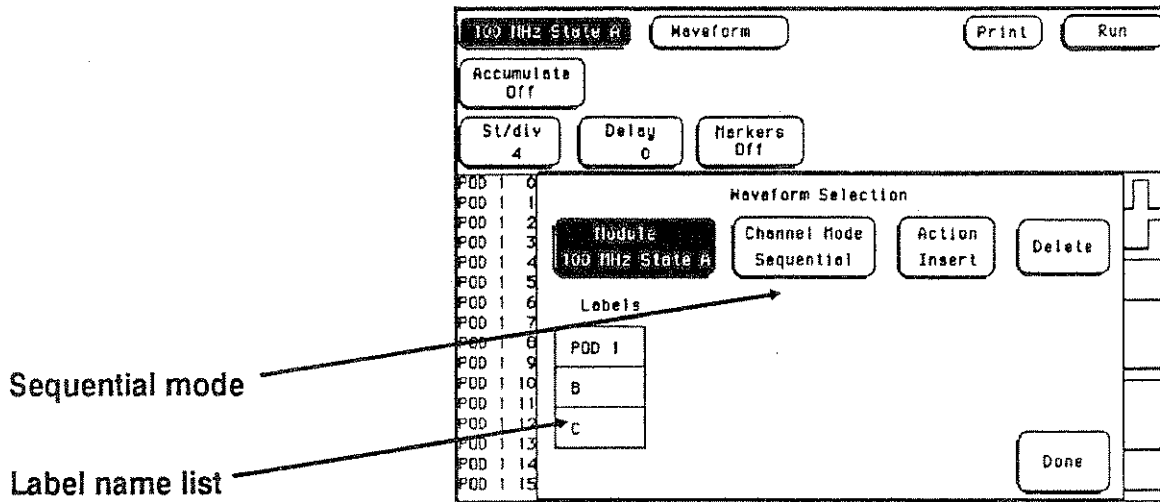 100 MHz State A Waveform Print Run
Accumulate
Off
St/div
4
Delay
0
Markers
Off
POD 1 0
POD 1 1
POD 1 2
POD 1 3
POD 1 4
POD 1 5
POD 1 6
POD 1 7
POD 1 8
POD 1 9
POD 1 10
POD 1 11
POD 1 12
POD 1 13
POD 1 14
POD 1 15
Waveform Selection
Module
100 MHz State A
Channel Mode
Sequential
Action
Insert
Delete
Labels
POD 1
B
C
Done
Sequential mode
Label name list